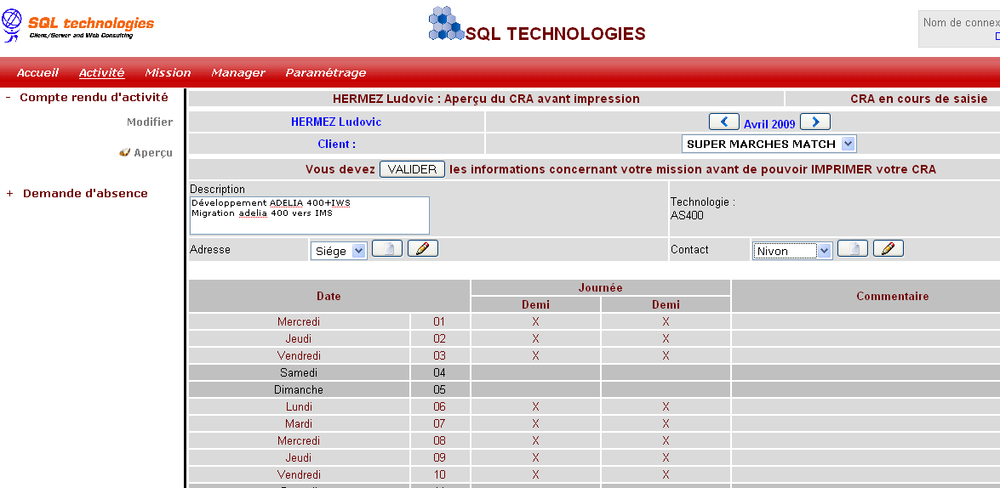 SQL technologies
Client/Server and Web Consulting
SQL TECHNOLOGIES
Nom de connex
Accueil Activité Mission Manager Paramétrage
- Compte rendu d'activité
Modifier
Aperçu
+ Demande d'absence
HERMEZ Ludovic : Aperçu du CRA avant impression CRA en cours de saisie
HERMEZ Ludovic < Avril 2009 >
Client : SUPER MARCHES MATCH
Vous devez VALIDER les informations concernant votre mission avant de pouvoir IMPRIMER votre CRA
Description
Développement ADELIA 400+IWS
Migration adelia 400 vers IMS
Technologie :
AS400
Adresse Siége Contact Nivon
Date Journée Commentaire
Demi Demi
Mercredi 01 X X
Jeudi 02 X X
Vendredi 03 X X
Samedi 04
Dimanche 05
Lundi 06 X X
Mardi 07 X X
Mercredi 08 X X
Jeudi 09 X X
Vendredi 10 X X